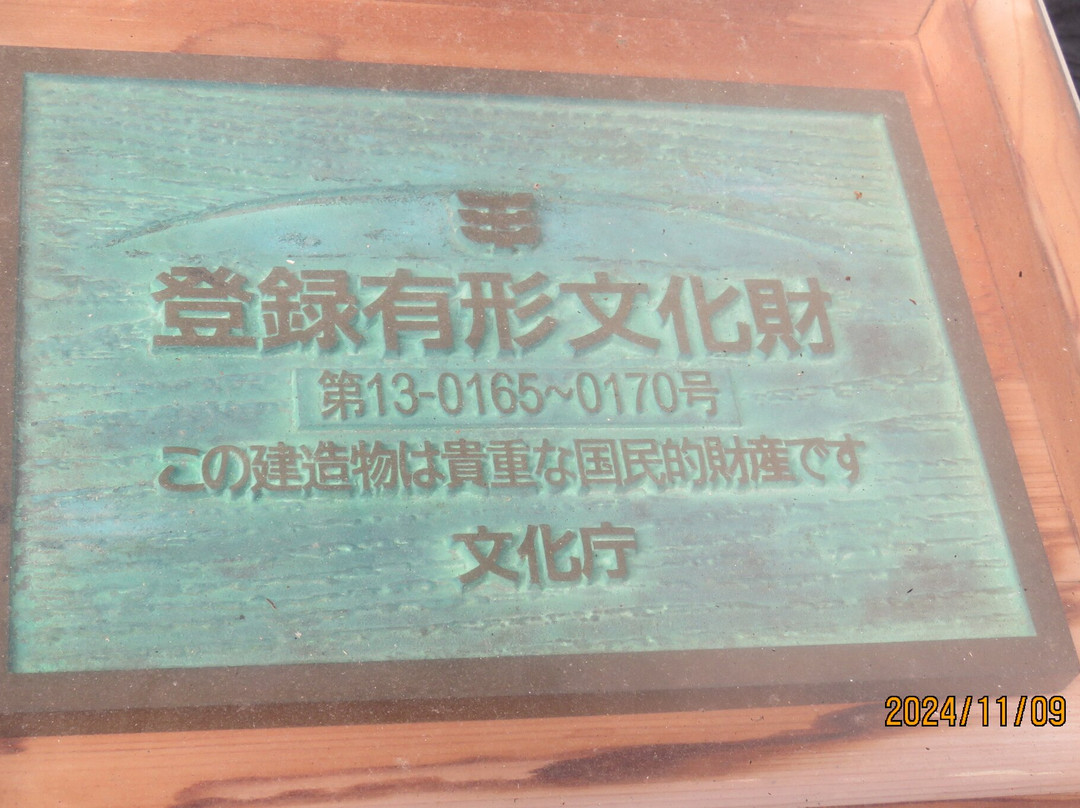 登録有形文化財
第13-0165~0170号
この建造物は貴重な国民的財産です
文化庁
2024/11/09